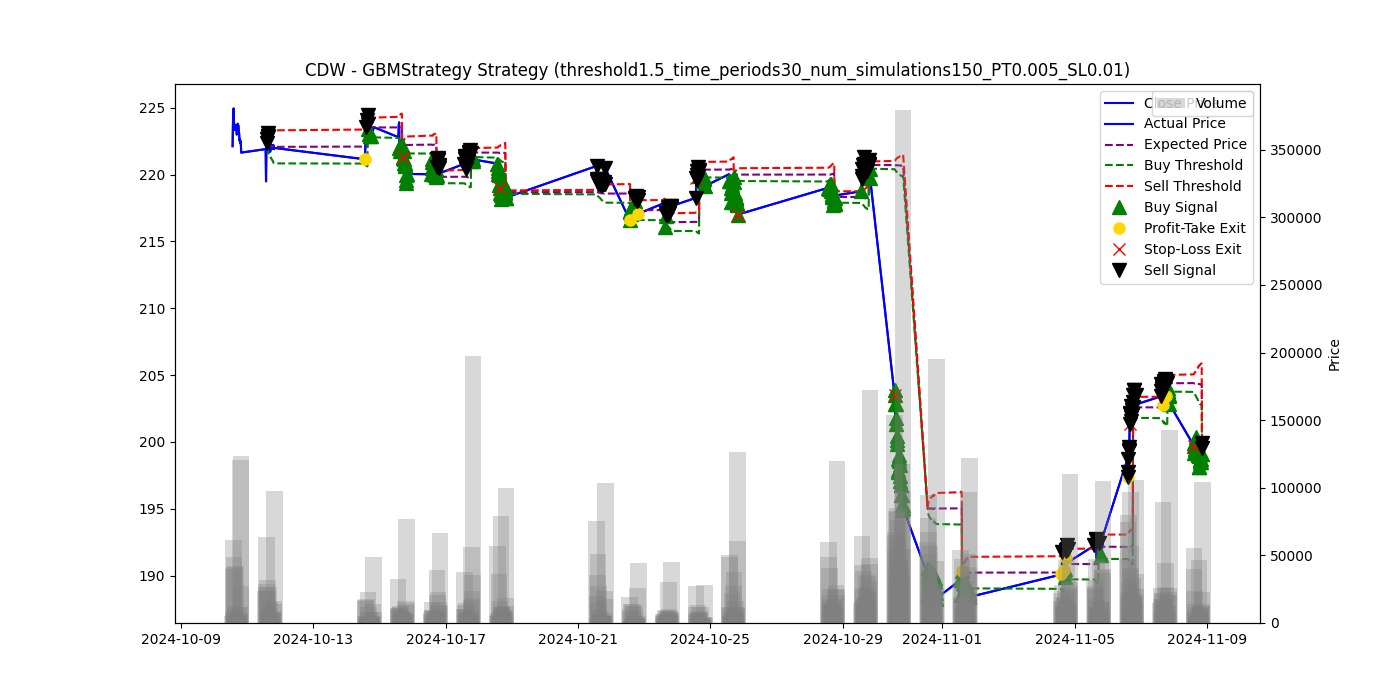 CDW - GBMStrategy Strategy (threshold1.5_time_periods30_num_simulations150_PT0.005_SL0.01)
225
220
215
210
205
200
195
190
350000
300000
250000
200000
150000
100000
50000
0
Price
Volume
Actual Price
Expected Price
Buy Threshold
Sell Threshold
Buy Signal
Profit-Take Exit
Stop-Loss Exit
Sell Signal
2024-10-09
2024-10-13
2024-10-17
2024-10-21
2024-10-25
2024-10-29
2024-11-01
2024-11-05
2024-11-09